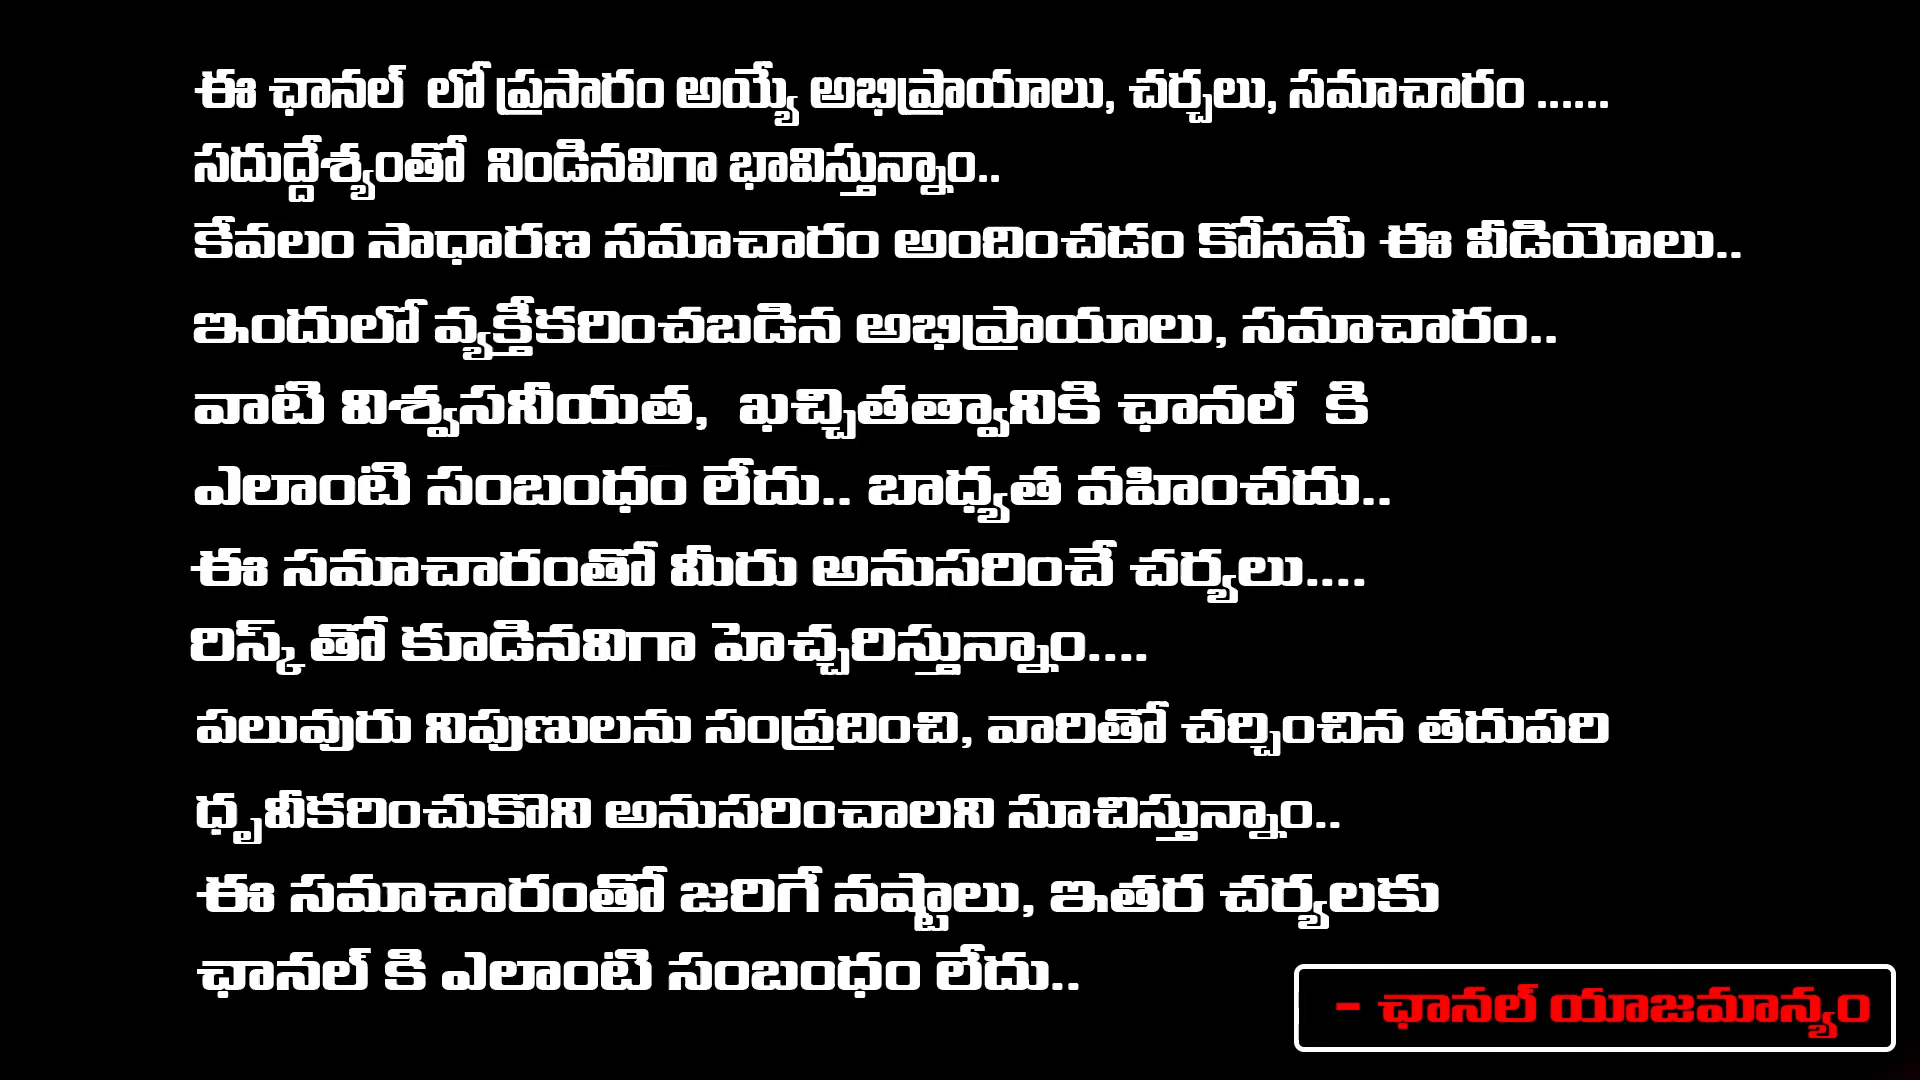 ఈ ఛానల్ లో ప్రసారం అయ్యే అభిప్రాయాలు, చర్చలు, సమాచారం ......
సదుద్దేశ్యంతో నిండినవిగా భావిస్తున్నాం..
కేవలం సాధారణ సమాచారం అందించడం కోసమే ఈ వీడియోలు..
ఇందులో వ్యక్తీకరించబడిన అభిప్రాయాలు, సమాచారం..
వాటి విశ్వసనీయత, ఖచ్చితత్వానికి ఛానల్ కి
ఎలాంటి సంబంధం లేదు.. బాధ్యత వహించదు..
ఈ సమాచారంతో మీరు అనుసరించే చర్యలు....
రిస్క్ తో కూడినవిగా హెచ్చరిస్తున్నాం....
పలువురు నిపుణులను సంప్రదించి, వారితో చర్చించిన తదుపరి
ధృవీకరించుకొని అనుసరించాలని సూచిస్తున్నాం..
ఈ సమాచారంతో జరిగే నష్టాలు, ఇతర చర్యలకు
ఛానల్ కి ఎలాంటి సంబంధం లేదు..
- ఛానల్ యాజమాన్యం